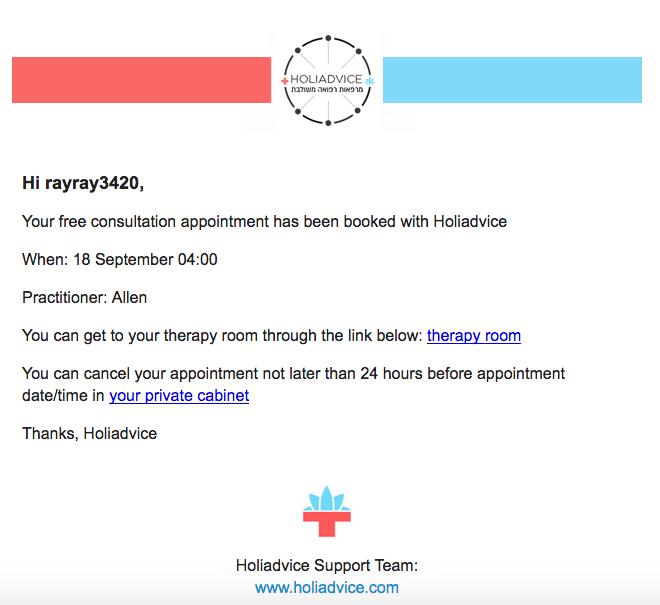 HOLIADVICE
מרפאות רפואה משולבת
Hi rayray3420,
Your free consultation appointment has been booked with Holiadvice
When: 18 September 04:00
Practitioner: Allen
You can get to your therapy room through the link below: therapy room
You can cancel your appointment not later than 24 hours before appointment
date/time in your private cabinet
Thanks, Holiadvice
Holiadvice Support Team:
www.holiadvice.com